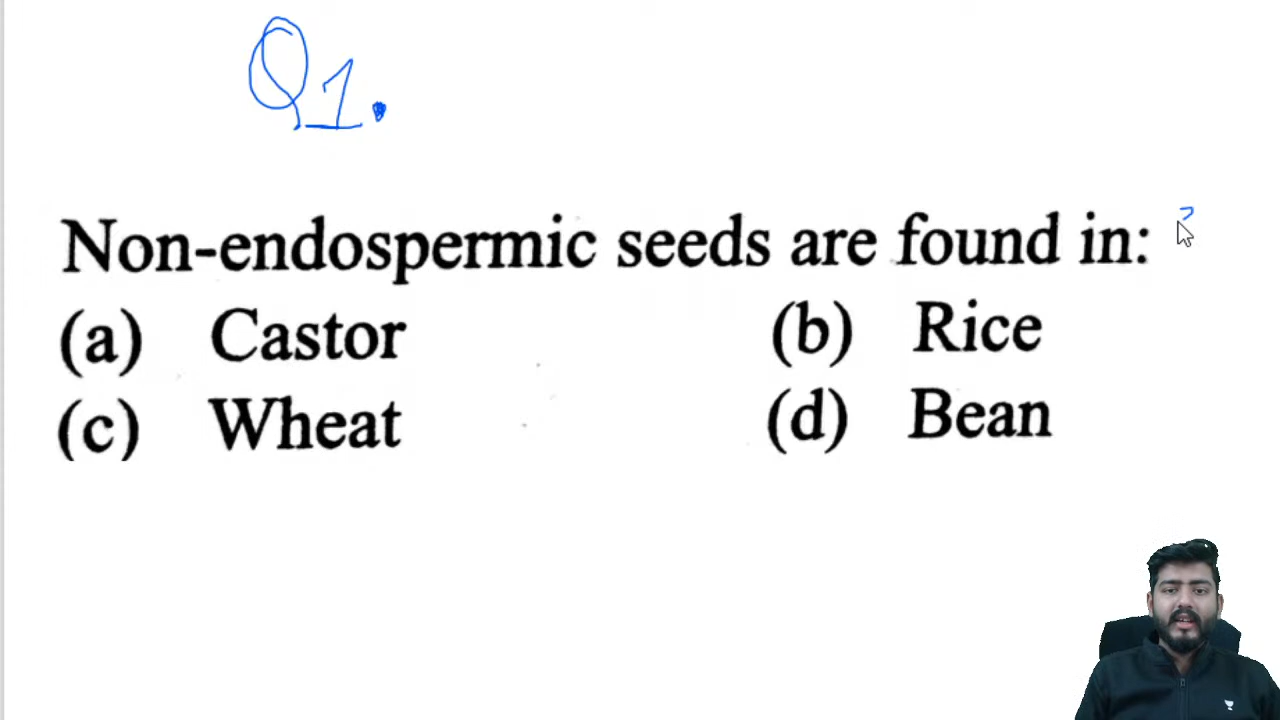 Q1.
Non-endospermic seeds are found in: ?
(a) Castor (b) Rice
(c) Wheat (d) Bean